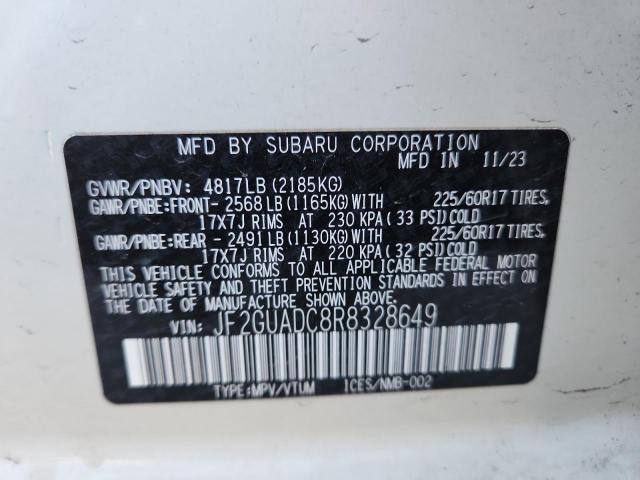 MFD BY SUBARU CORPORATION
MFD IN 11/23
GVWR/PNBV: 4817LB (2185KG)
GAWR/PNBE:FRONT- 2568 LB (1165KG)WITH 225/60R17 TIRES,
17X7J RIMS AT 230 KPA (33 PSI)COLD
GAWR/PNBE:REAR - 2491 LB (1130KG)WITH 225/60R17 TIRES,
17X7J RIMS AT 220 KPA (32 PSI)COLD
THIS VEHICLE CONFORMS TO ALL APPLICABLE FEDERAL MOTOR
VEHICLE SAFETY AND THEFT PREVENTION STANDARDS IN EFFECT ON THE
DATE OF MANUFACTURE SHOWN ABOVE.
VIN: JF2GUADC8R8328649
TYPE:MPV/VTUM ICES/NMB-002